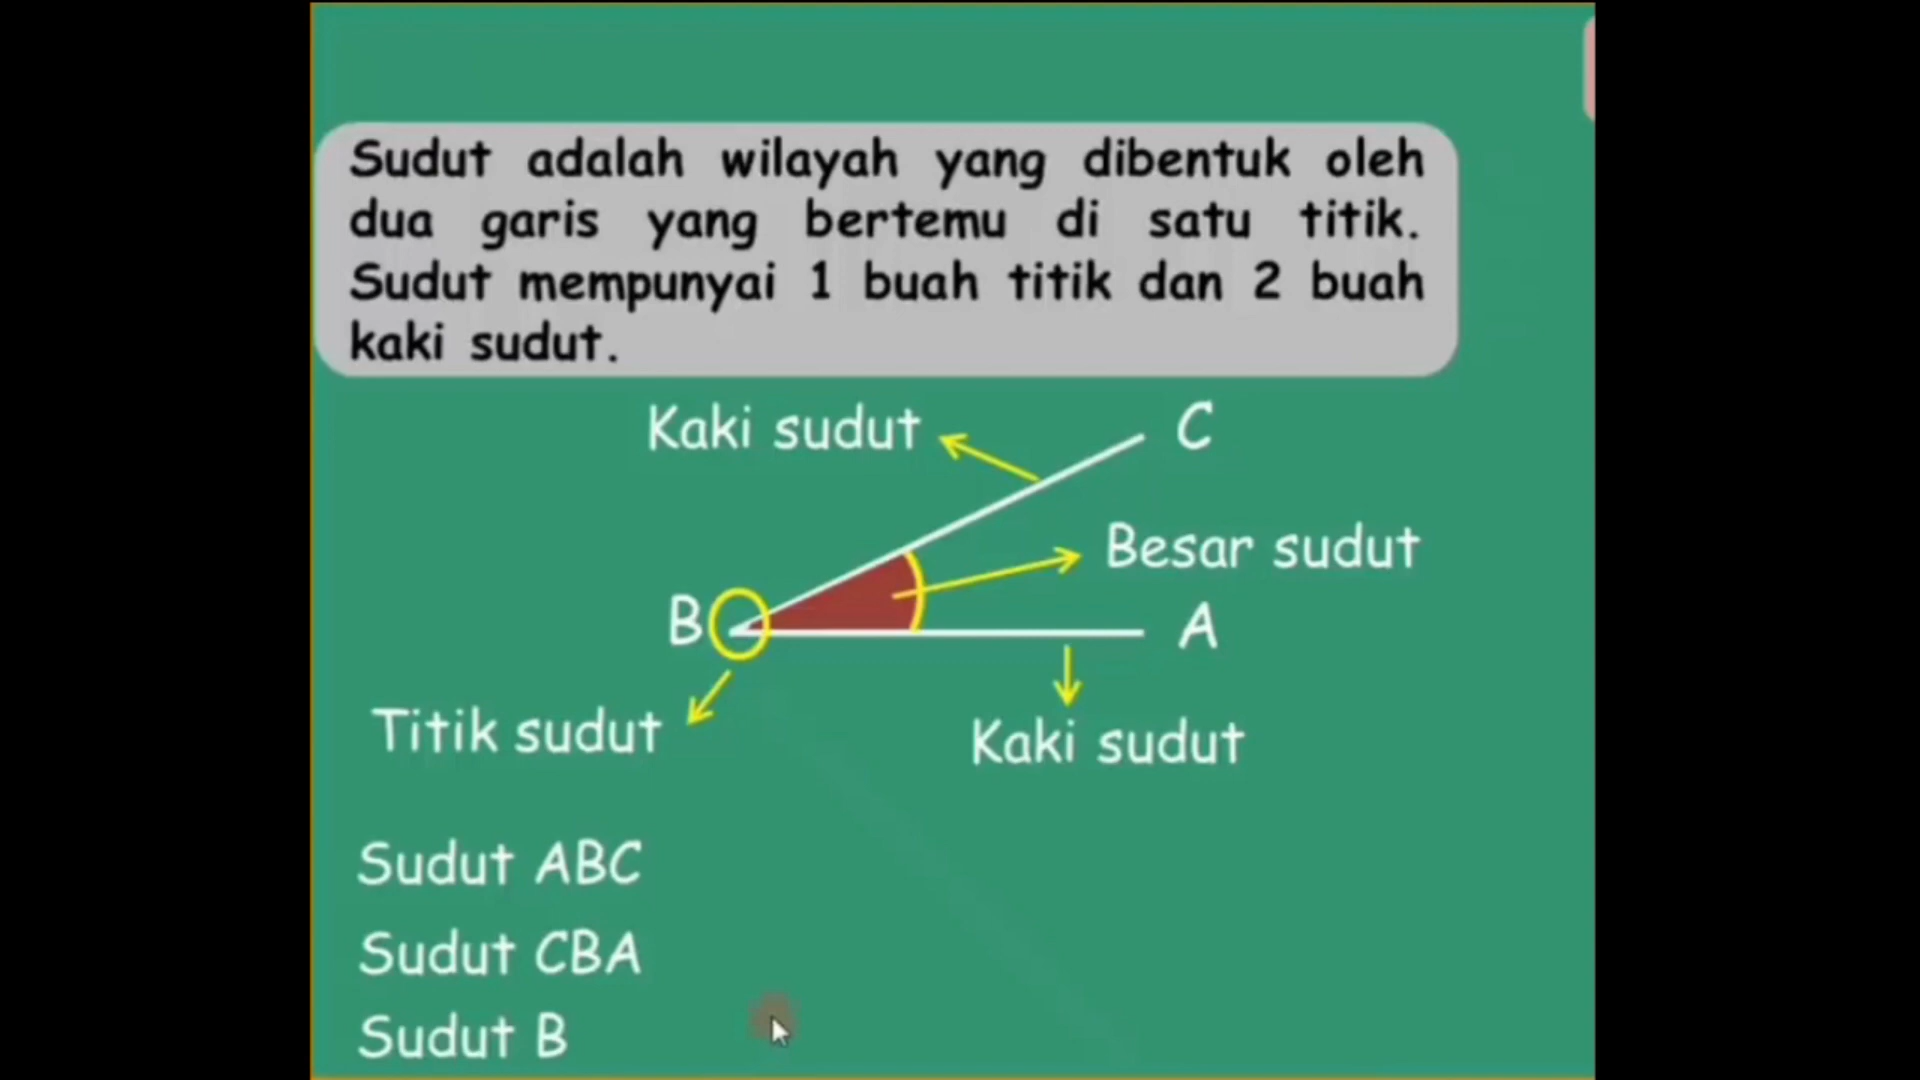 Sudut adalah wilayah yang dibentuk oleh
dua garis yang bertemu di satu titik.
Sudut mempunyai 1 buah titik dan 2 buah
kaki sudut.
Kaki sudut
C
Besar sudut
B
A
Titik sudut
Kaki sudut
Sudut ABC
Sudut CBA
Sudut B